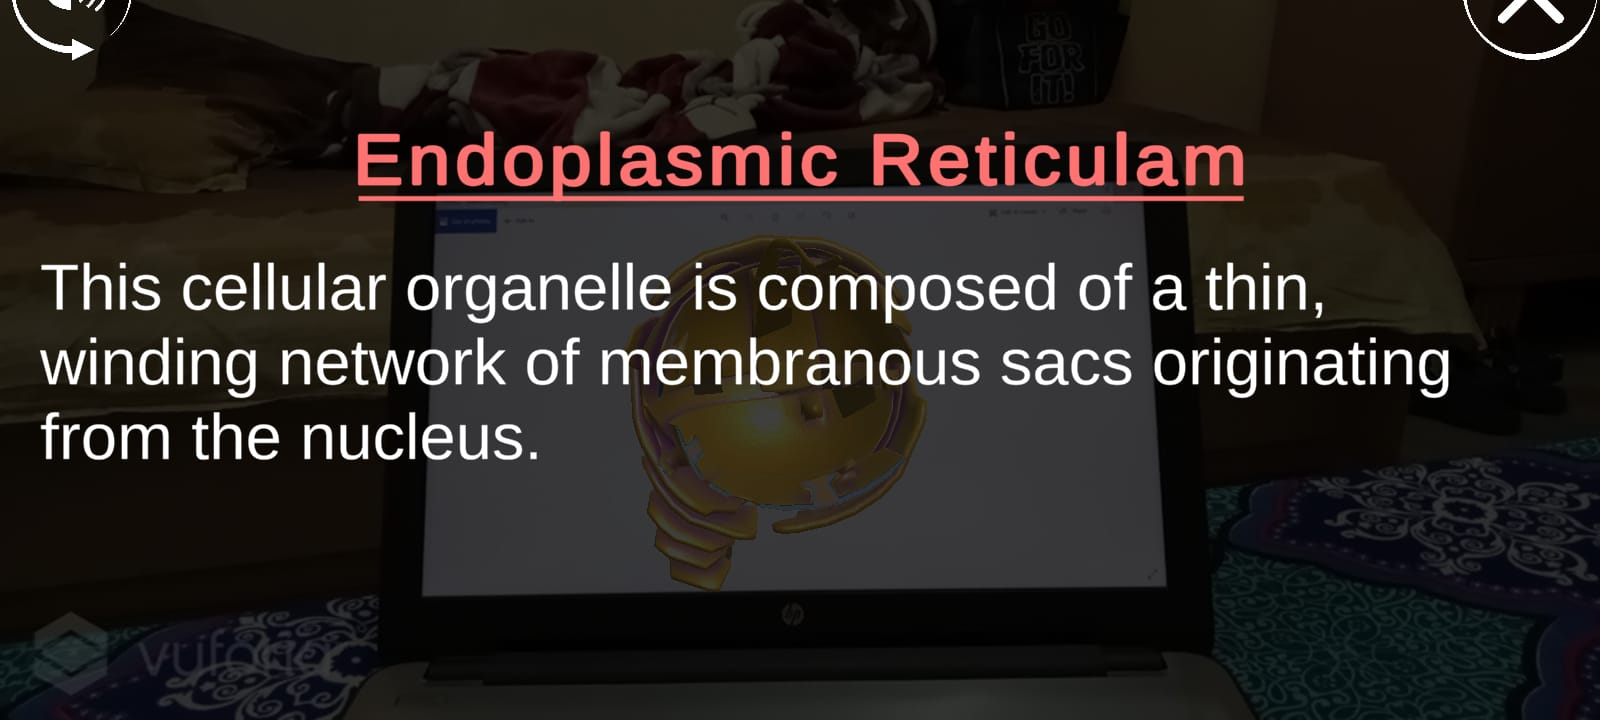 GO
FOR
IT!
Endoplasmic Reticulam
This cellular organelle is composed of a thin,
winding network of membranous sacs originating
from the nucleus.
hp
vuforia